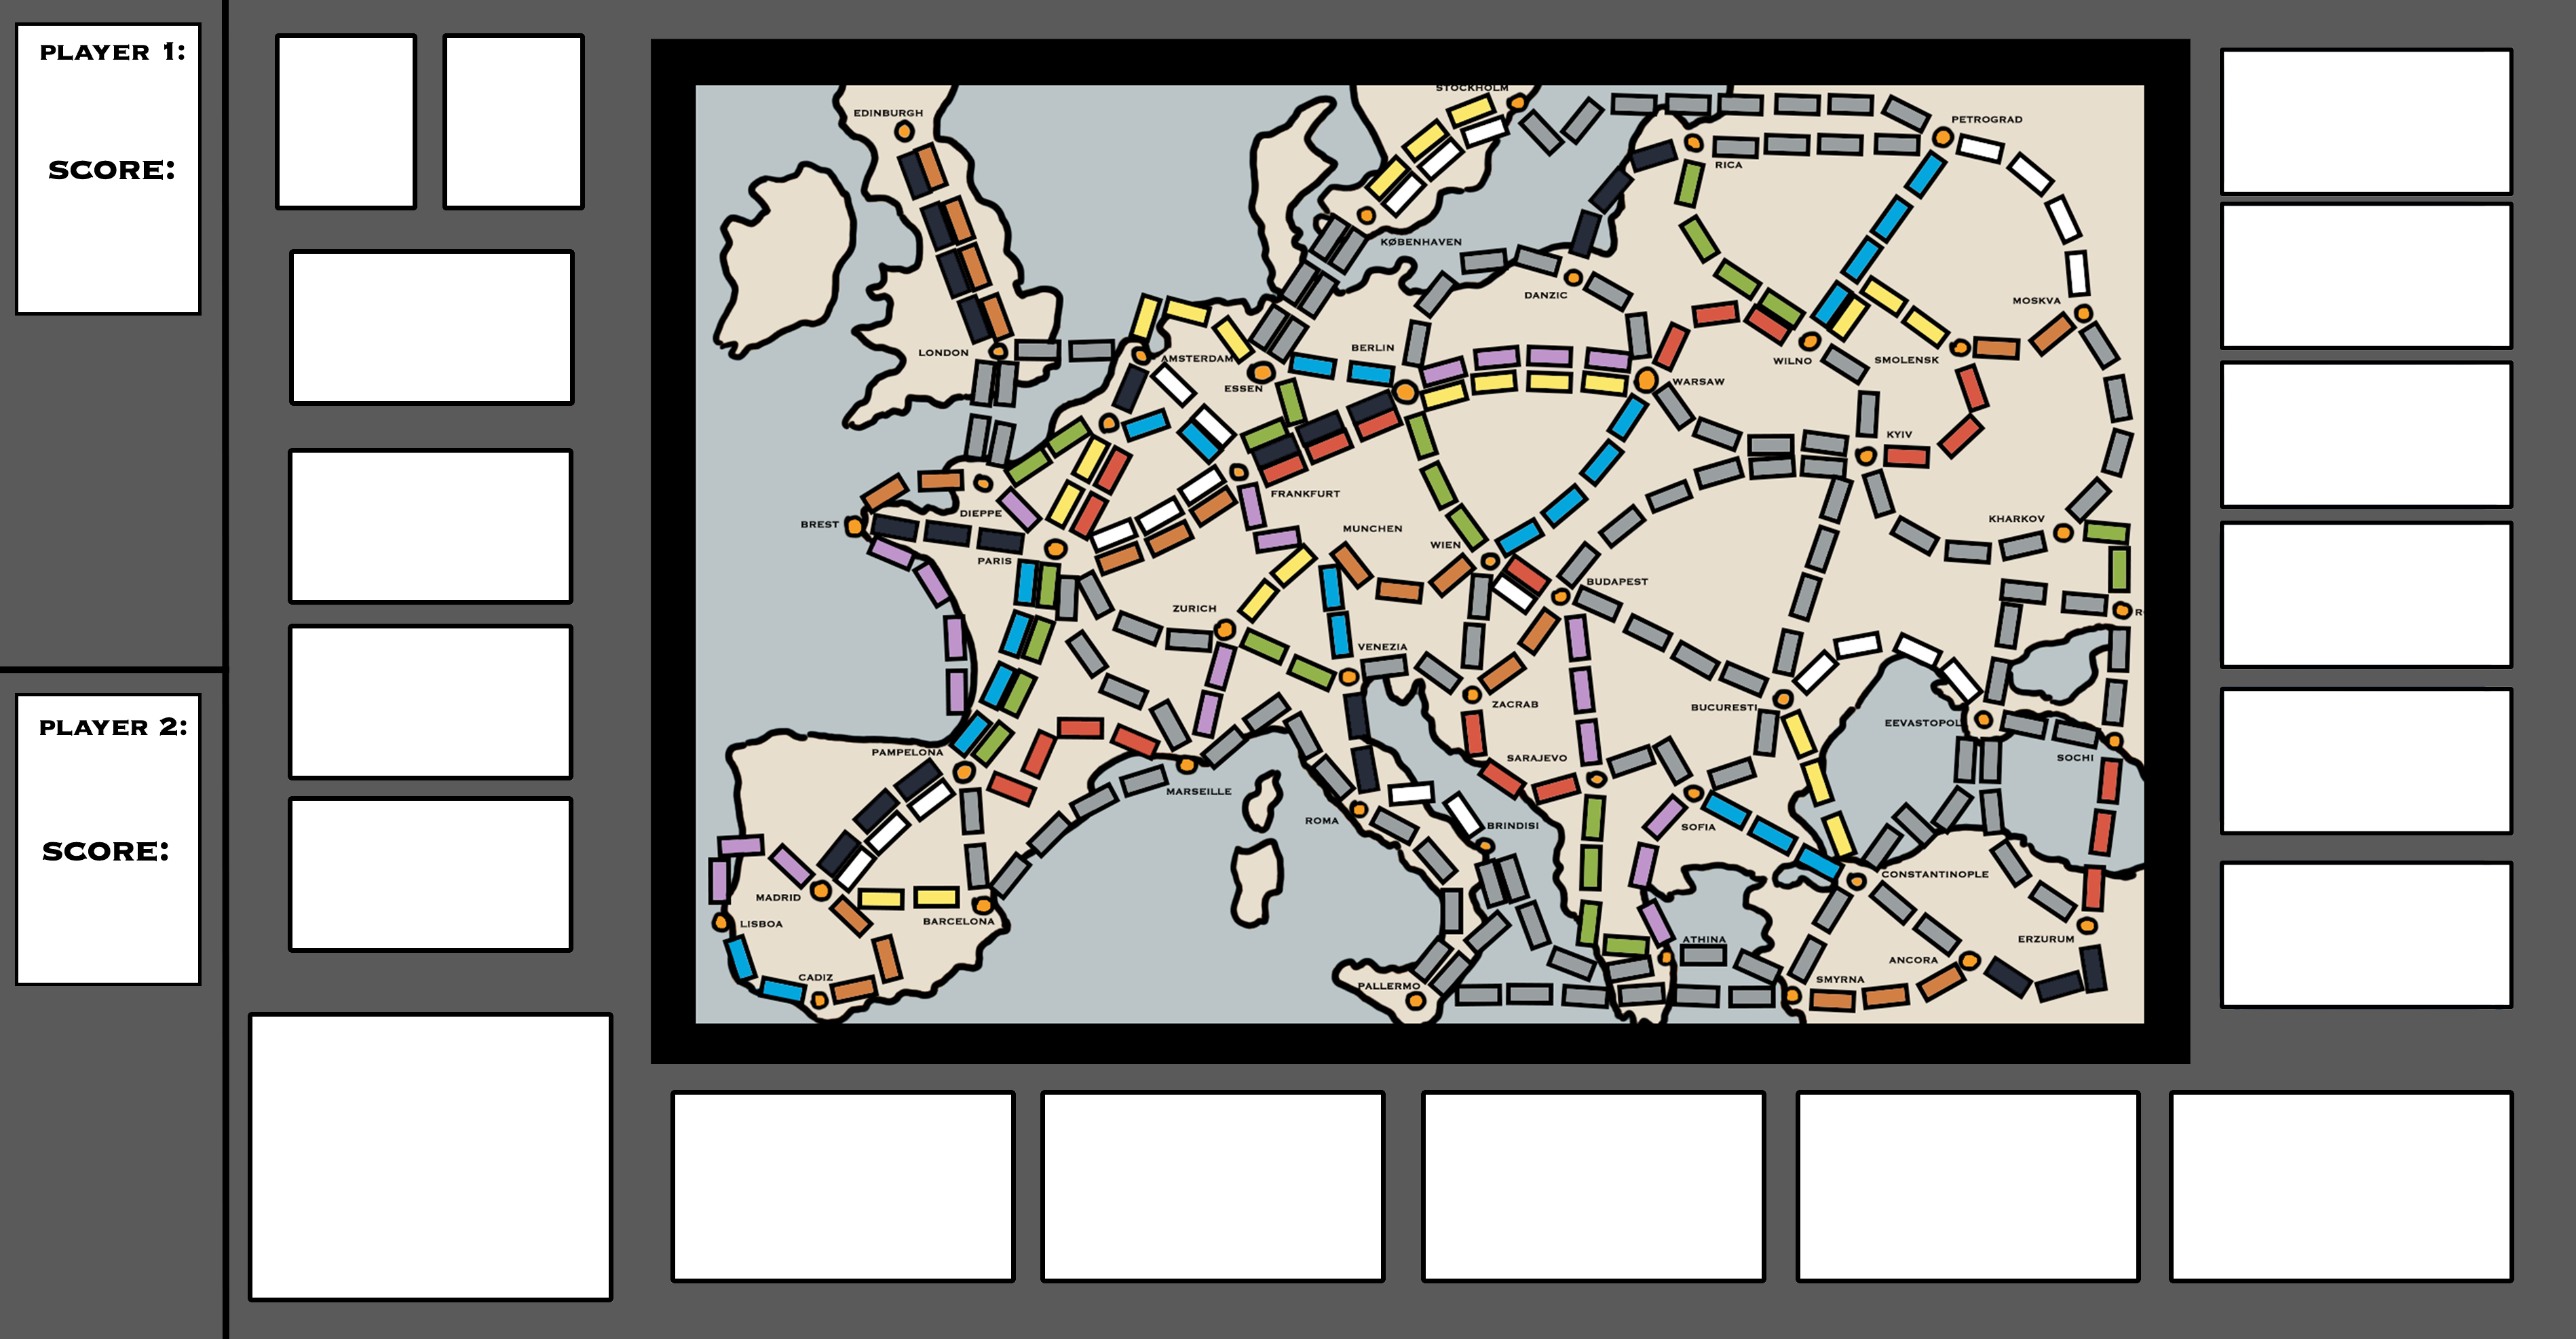 PLAYER 1:
SCORE:
PLAYER 2:
SCORE:
STOCKHOLM
EDINBURGH
PETROGRAD
RICA
KØBENHAVEN
DANZIC
MOSKVA
LONDON
AMSTERDAM
BERLIN
WILNO
SMOLENSK
ESSEN
WARSAW
KYIV
FRANKFURT
DIEPPE
BREST
MUNCHEN
WIEN
KHARKOV
PARIS
BUDAPEST
ZURICH
VENEZIA
ZACRAB
BUCURESTI
EEVASTOPOL
PAMPELONA
SARAJEVO
SOCHI
MARSEILLE
ROMA
BRINDISI
SOFIA
CONSTANTINOPLE
MADRID
BARCELONA
LISBOA
ATHINA
ERZURUM
ANCORA
CADIZ
SMYRNA
PALLERMO